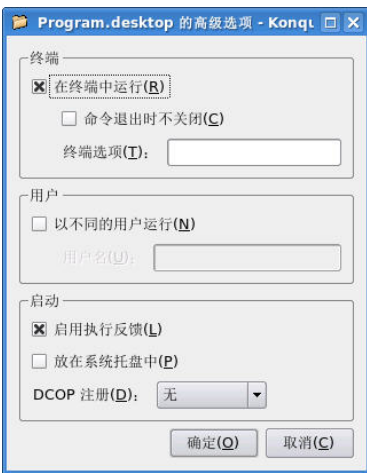 Program.desktop 的高级选项 - Konqu
终端
在终端中运行(R)
命令退出时不关闭(C)
终端选项(T):
用户
以不同的用户运行(N)
用户名(U):
启动
启用执行反馈(L)
放在系统托盘中(P)
DCOP 注册(D): 无
确定(O) 取消(C)